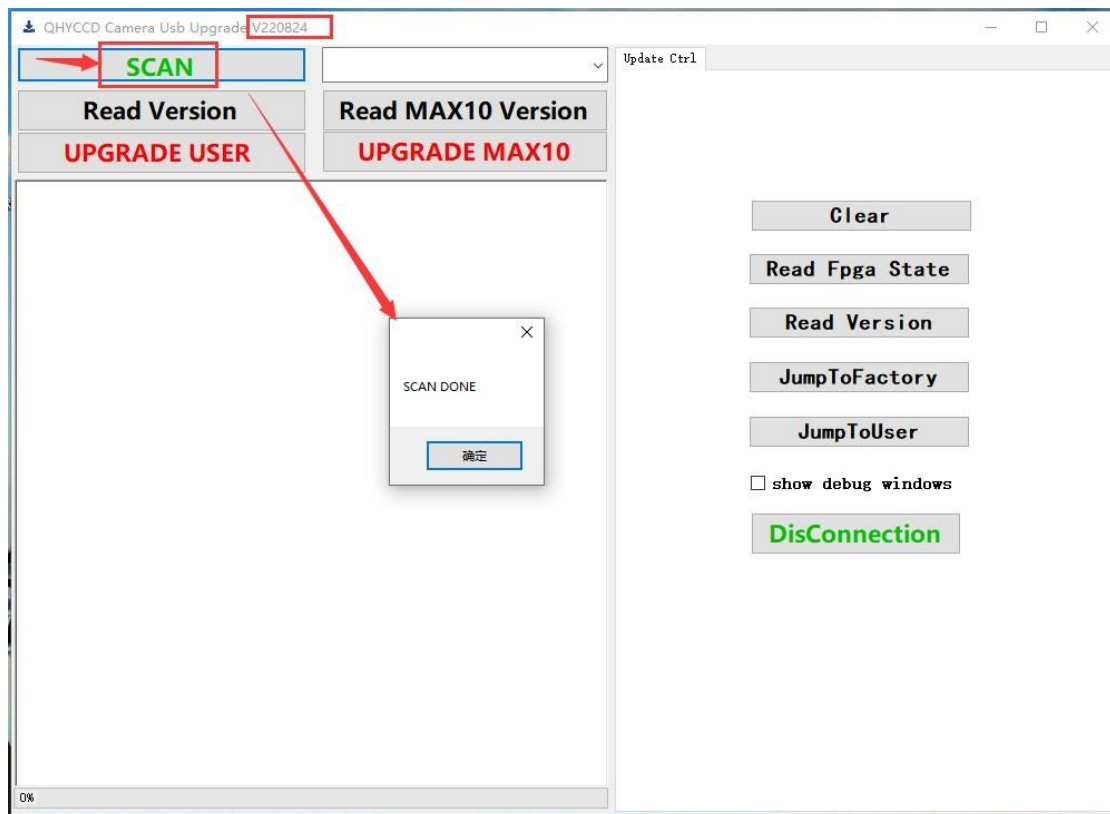 QHYCCD Camera Usb Upgrade V220824
SCAN
Update Ctrl
Read Version
Read MAX10 Version
UPGRADE USER
UPGRADE MAX10
Clear
Read Fpga State
Read Version
JumpToFactory
JumpToUser
show debug windows
DisConnection
SCAN DONE
确定
0%